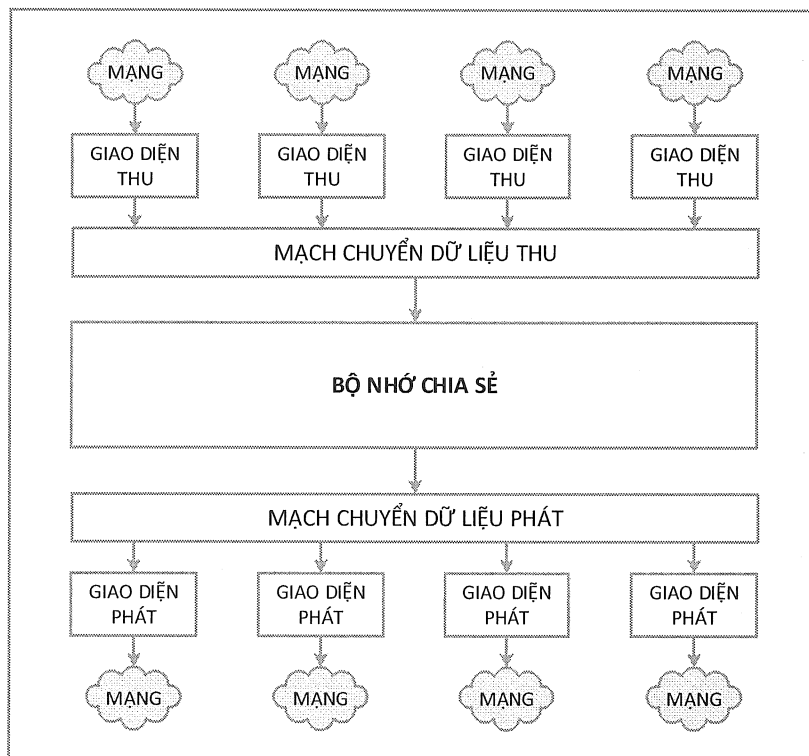 MẠNG MẠNG MẠNG MẠNG
GIAO DIỆN GIAO DIỆN GIAO DIỆN GIAO DIỆN
THU THU THU THU
MẠCH CHUYỂN DỮ LIỆU THU
BỘ NHỚ CHIA SẺ
MẠCH CHUYỂN DỮ LIỆU PHÁT
GIAO DIỆN GIAO DIỆN GIAO DIỆN GIAO DIỆN
PHÁT PHÁT PHÁT PHÁT
MẠNG MẠNG MẠNG MẠNG